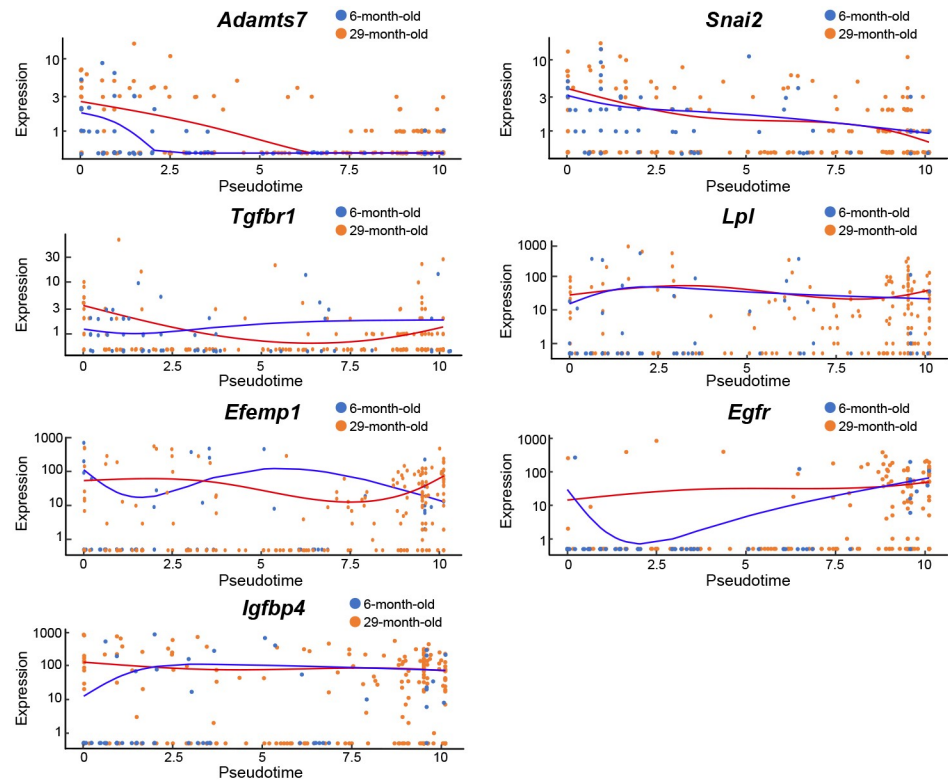 Adamts7
6-month-old
29-month-old
Expression
10
3
1
0
2.5
5
7.5
10
Pseudotime
Snai2
6-month-old
29-month-old
Expression
10
3
1
0
2.5
5
7.5
10
Pseudotime
Tgfbr1
6-month-old
29-month-old
Expression
30
10
3
1
0
2.5
5
7.5
10
Pseudotime
Lpl
6-month-old
29-month-old
Expression
1000
100
10
1
0
2.5
5
7.5
10
Pseudotime
Efemp1
6-month-old
29-month-old
Expression
1000
100
10
1
0
2.5
5
7.5
10
Pseudotime
Egfr
6-month-old
29-month-old
Expression
1000
100
10
1
0
2.5
5
7.5
10
Pseudotime
Igfbp4
6-month-old
29-month-old
Expression
1000
100
10
1
0
2.5
5
7.5
10
Pseudotime